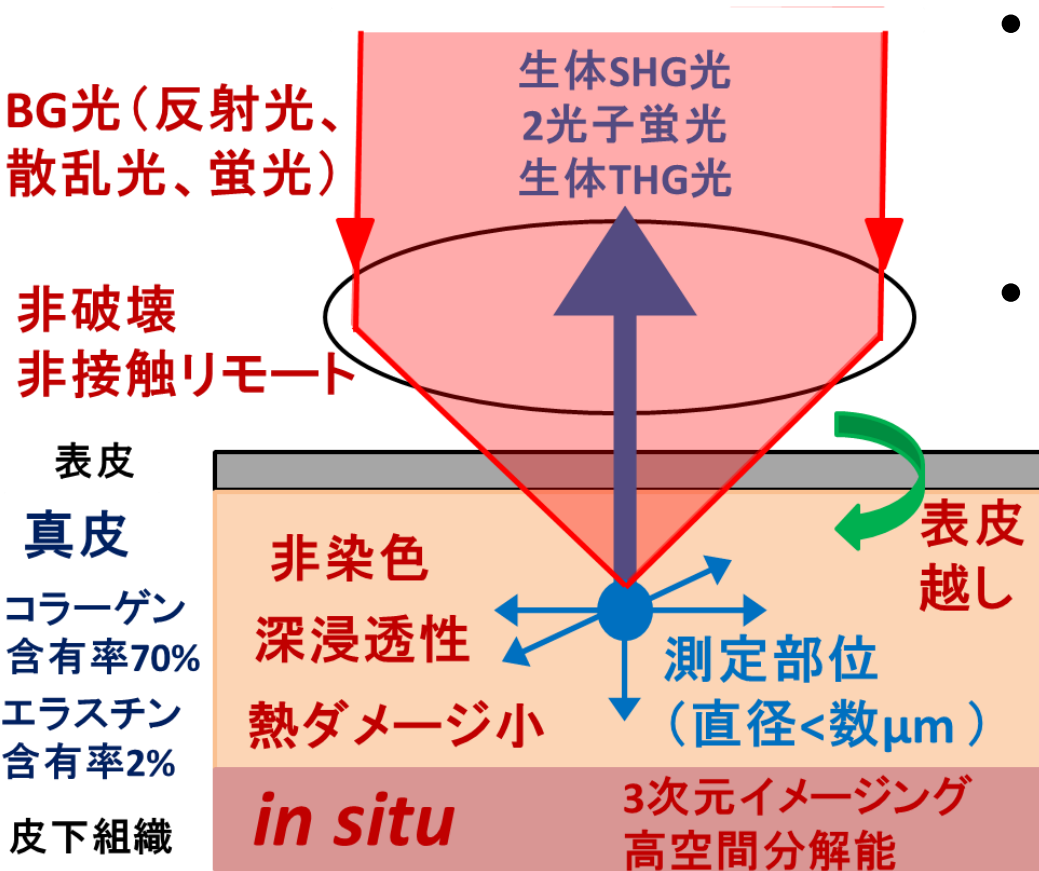 生体SHG光
2光子蛍光
生体THG光
BG光（反射光、
散乱光、蛍光）
非破壊
非接触リモート
表皮
真皮
コラーゲン
含有率70%
エラスチン
含有率2%
皮下組織
非染色
深浸透性
熱ダメージ小
表皮
越し
測定部位
（直径<数μm ）
in situ
3次元イメージング
高空間分解能